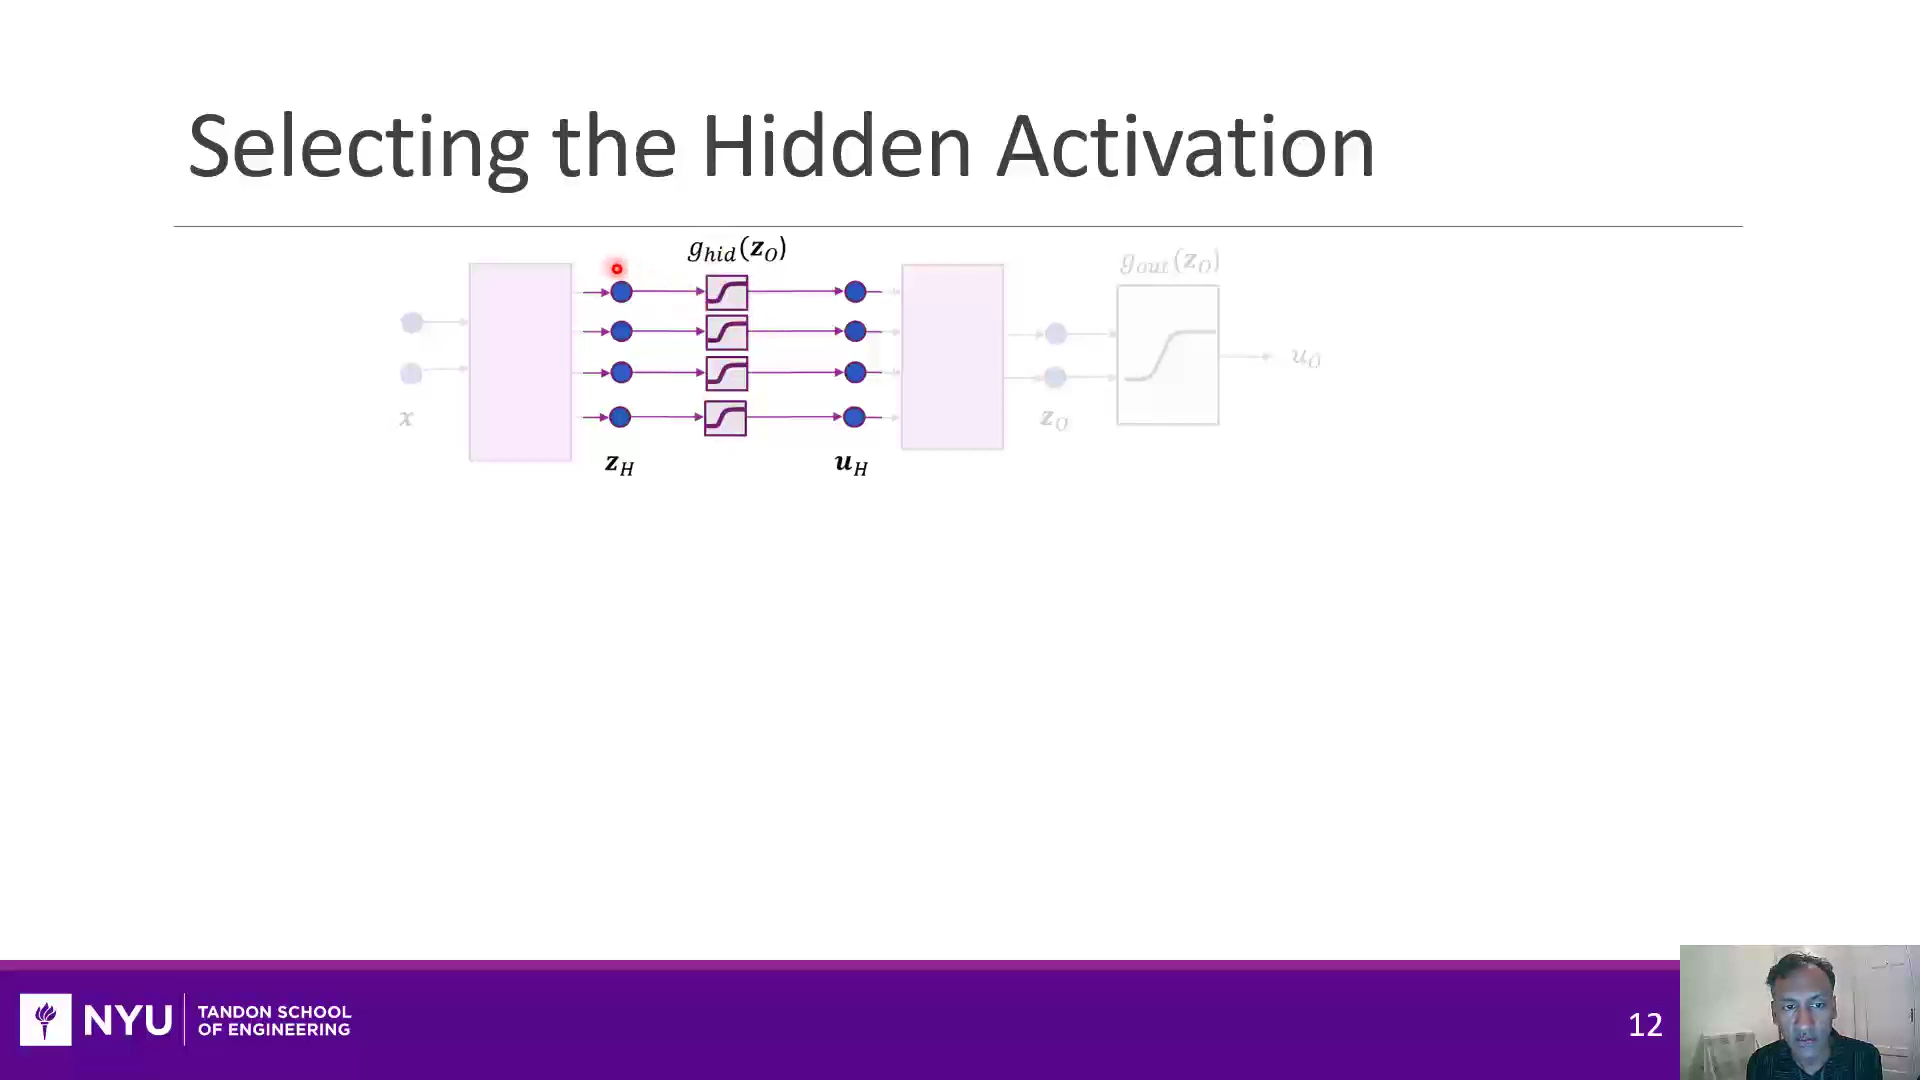 Selecting the Hidden Activation
g_hid(z_O)
g_out(z_O)
u_O
x
z_O
z_H
u_H
NYU
TANDON SCHOOL
OF ENGINEERING
12